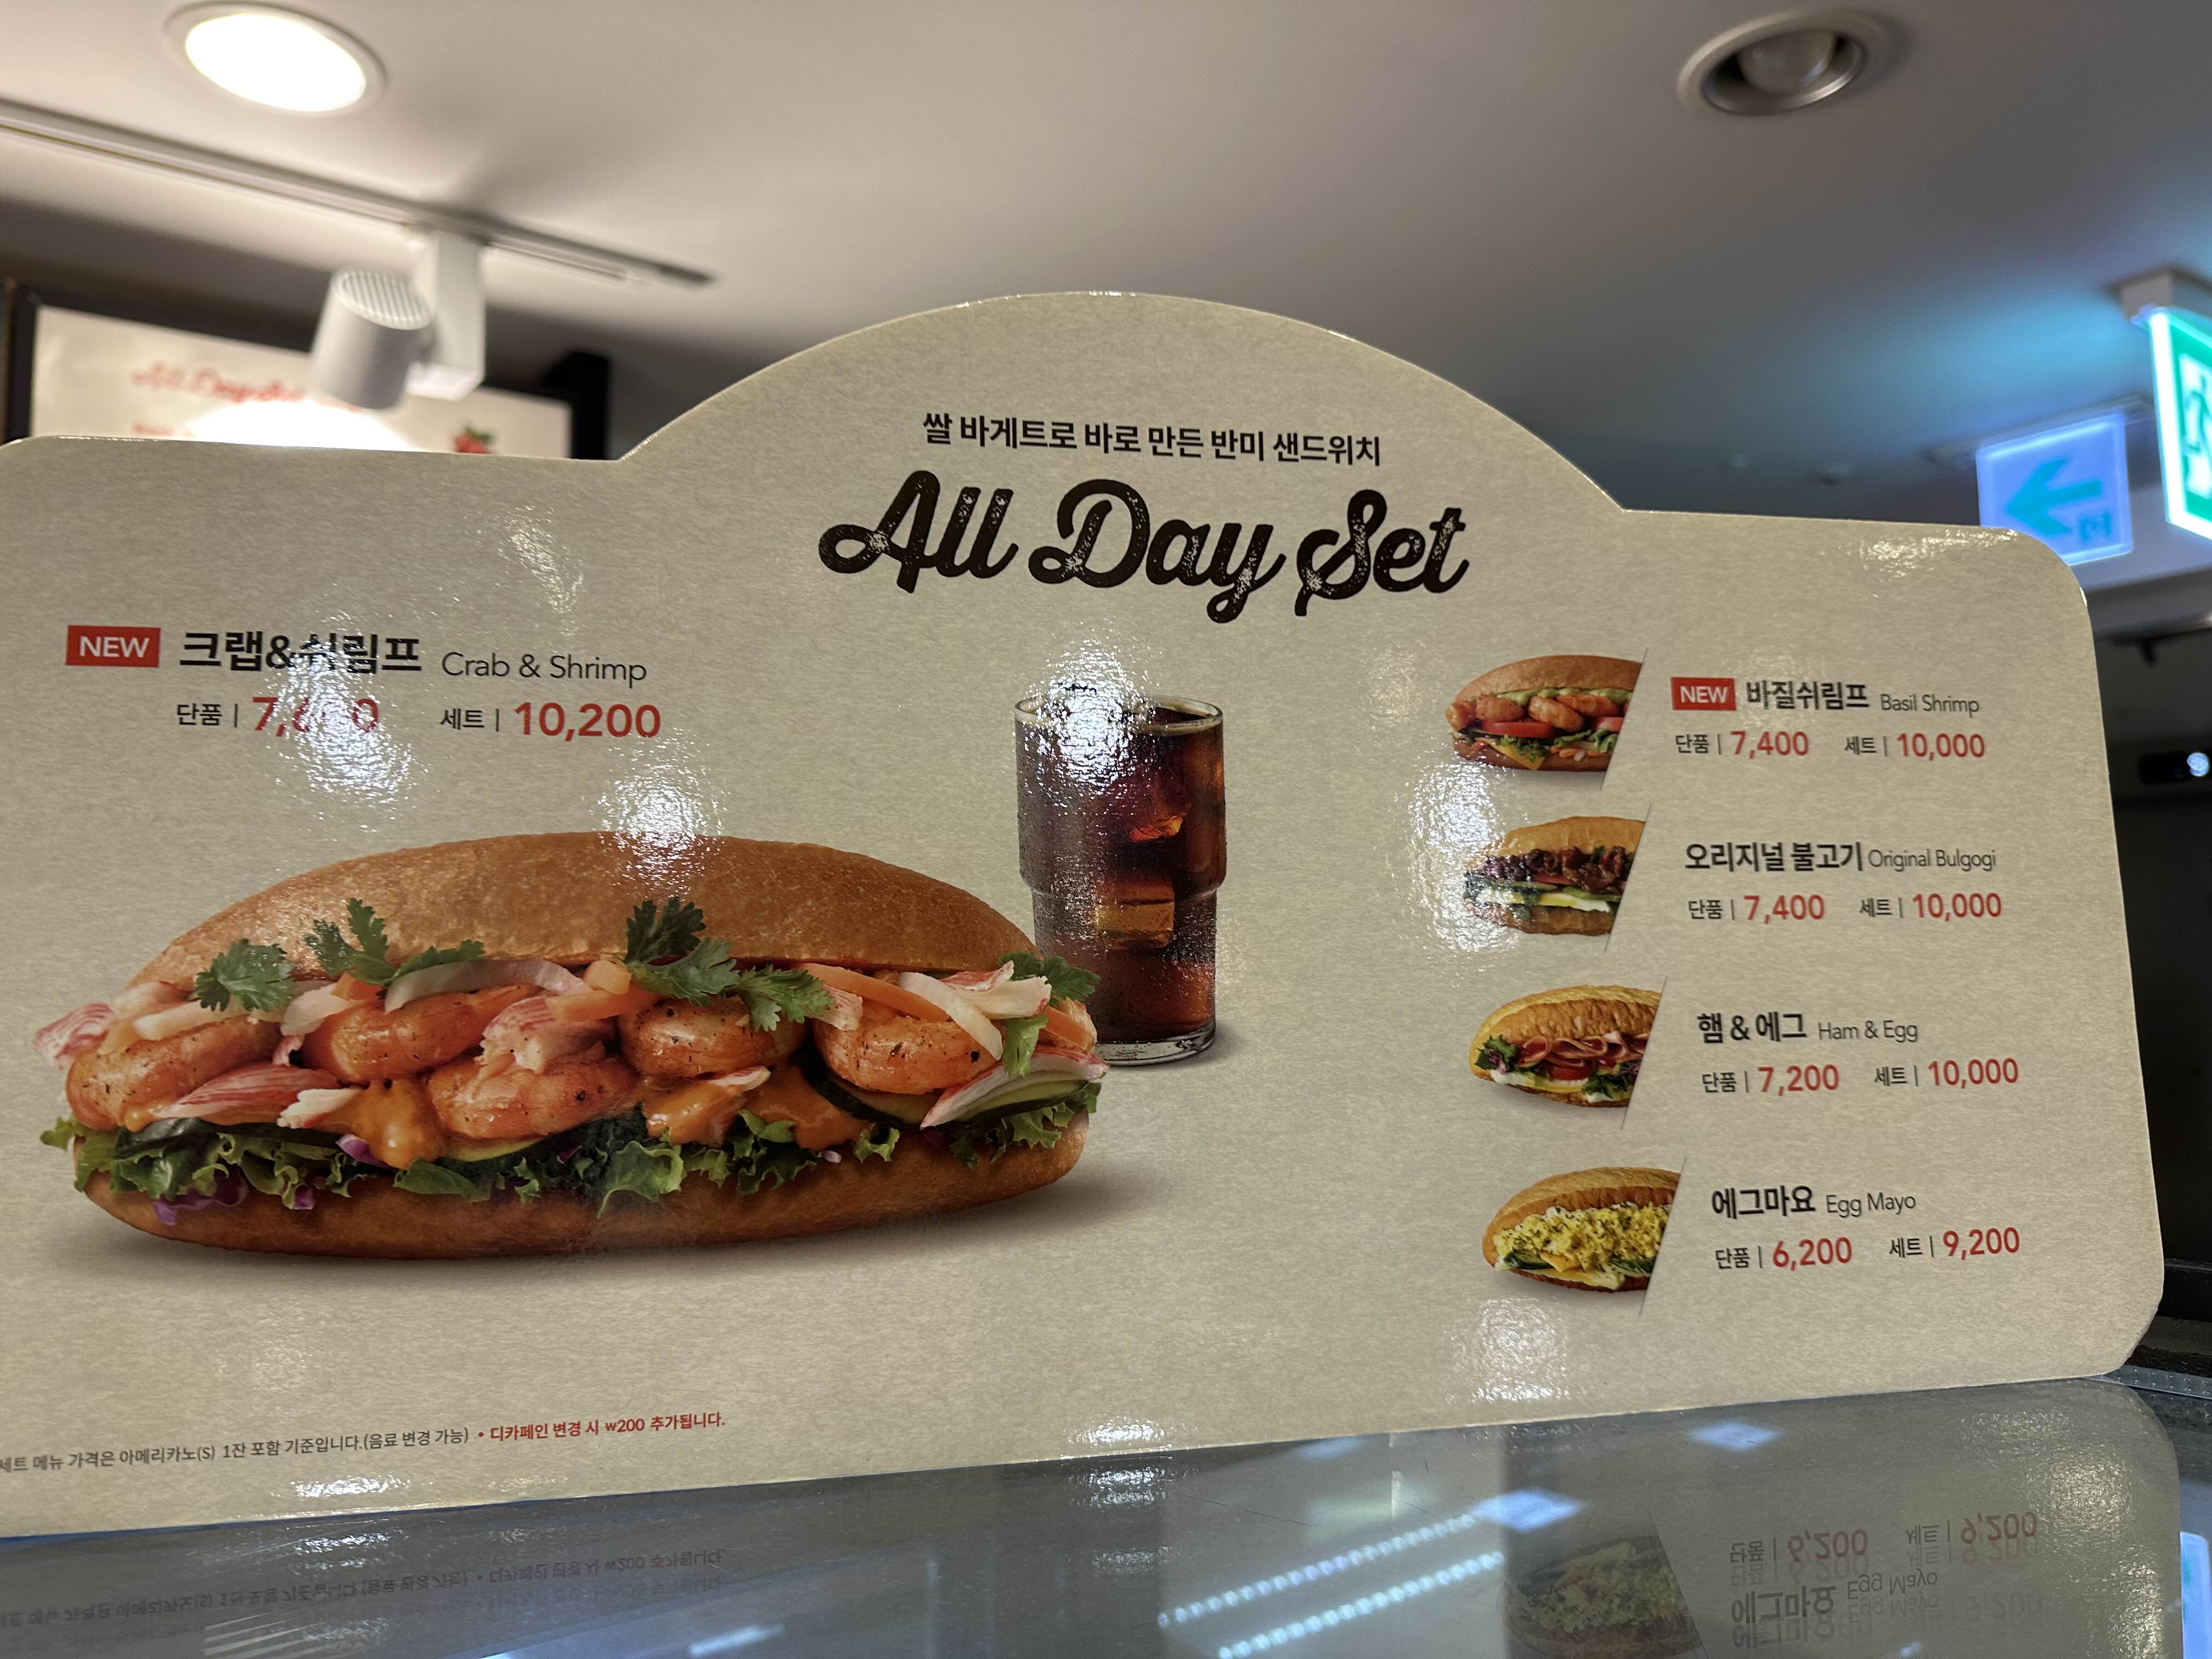 쌀 바게트로 바로 만든 반미 샌드위치
All Day Set
NEW 크랩&쉬림프 Crab & Shrimp
단품 | 세트 | 10,200
NEW 바질쉬림프 Basil Shrimp
단품 | 7,400 세트 | 10,000
오리지널 불고기 Original Bulgogi
단품 | 7,400 세트 | 10,000
햄 & 에그 Ham & Egg
단품 | 7,200 세트 | 10,000
에그마요 Egg Mayo
단품 | 6,200 세트 | 9,200
세트 메뉴 가격은 아메리카노(S) 1잔 포함 기준입니다.(음료 변경 가능) • 디카페인 변경 시 ₩200 추가됩니다.